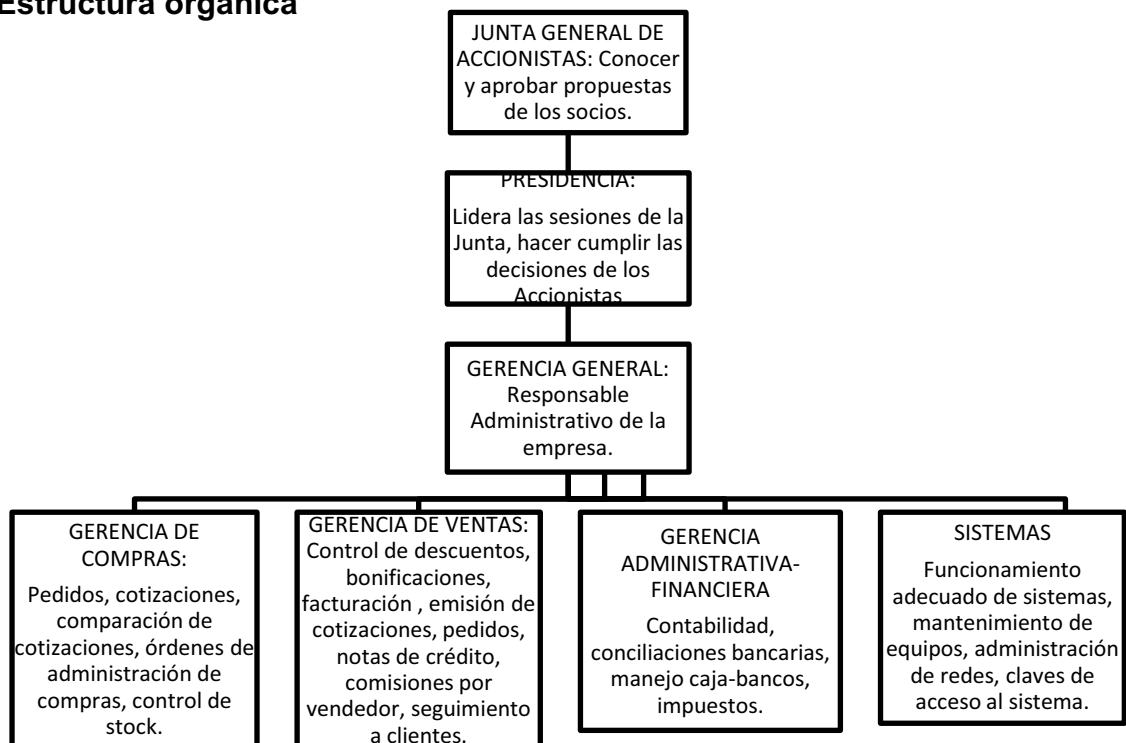 Estructura orgánica
JUNTA GENERAL DE
ACCIONISTAS: Conocer
y aprobar propuestas
de los socios.
PRESIDENCIA:
Lidera las sesiones de la
Junta, hacer cumplir las
decisiones de los
Accionistas
GERENCIA GENERAL:
Responsable
Administrativo de la
empresa.
GERENCIA DE
COMPRAS:
Pedidos, cotizaciones,
comparación de
cotizaciones, órdenes de
administración de
compras, control de
stock.
GERENCIA DE VENTAS:
Control de descuentos,
bonificaciones,
facturación , emisión de
cotizaciones, pedidos,
notas de crédito,
comisiones por
vendedor, seguimiento
a clientes.
GERENCIA
ADMINISTRATIVA-
FINANCIERA
Contabilidad,
conciliaciones bancarias,
manejo caja-bancos,
impuestos.
SISTEMAS
Funcionamiento
adecuado de sistemas,
mantenimiento de
equipos, administración
de redes, claves de
acceso al sistema.